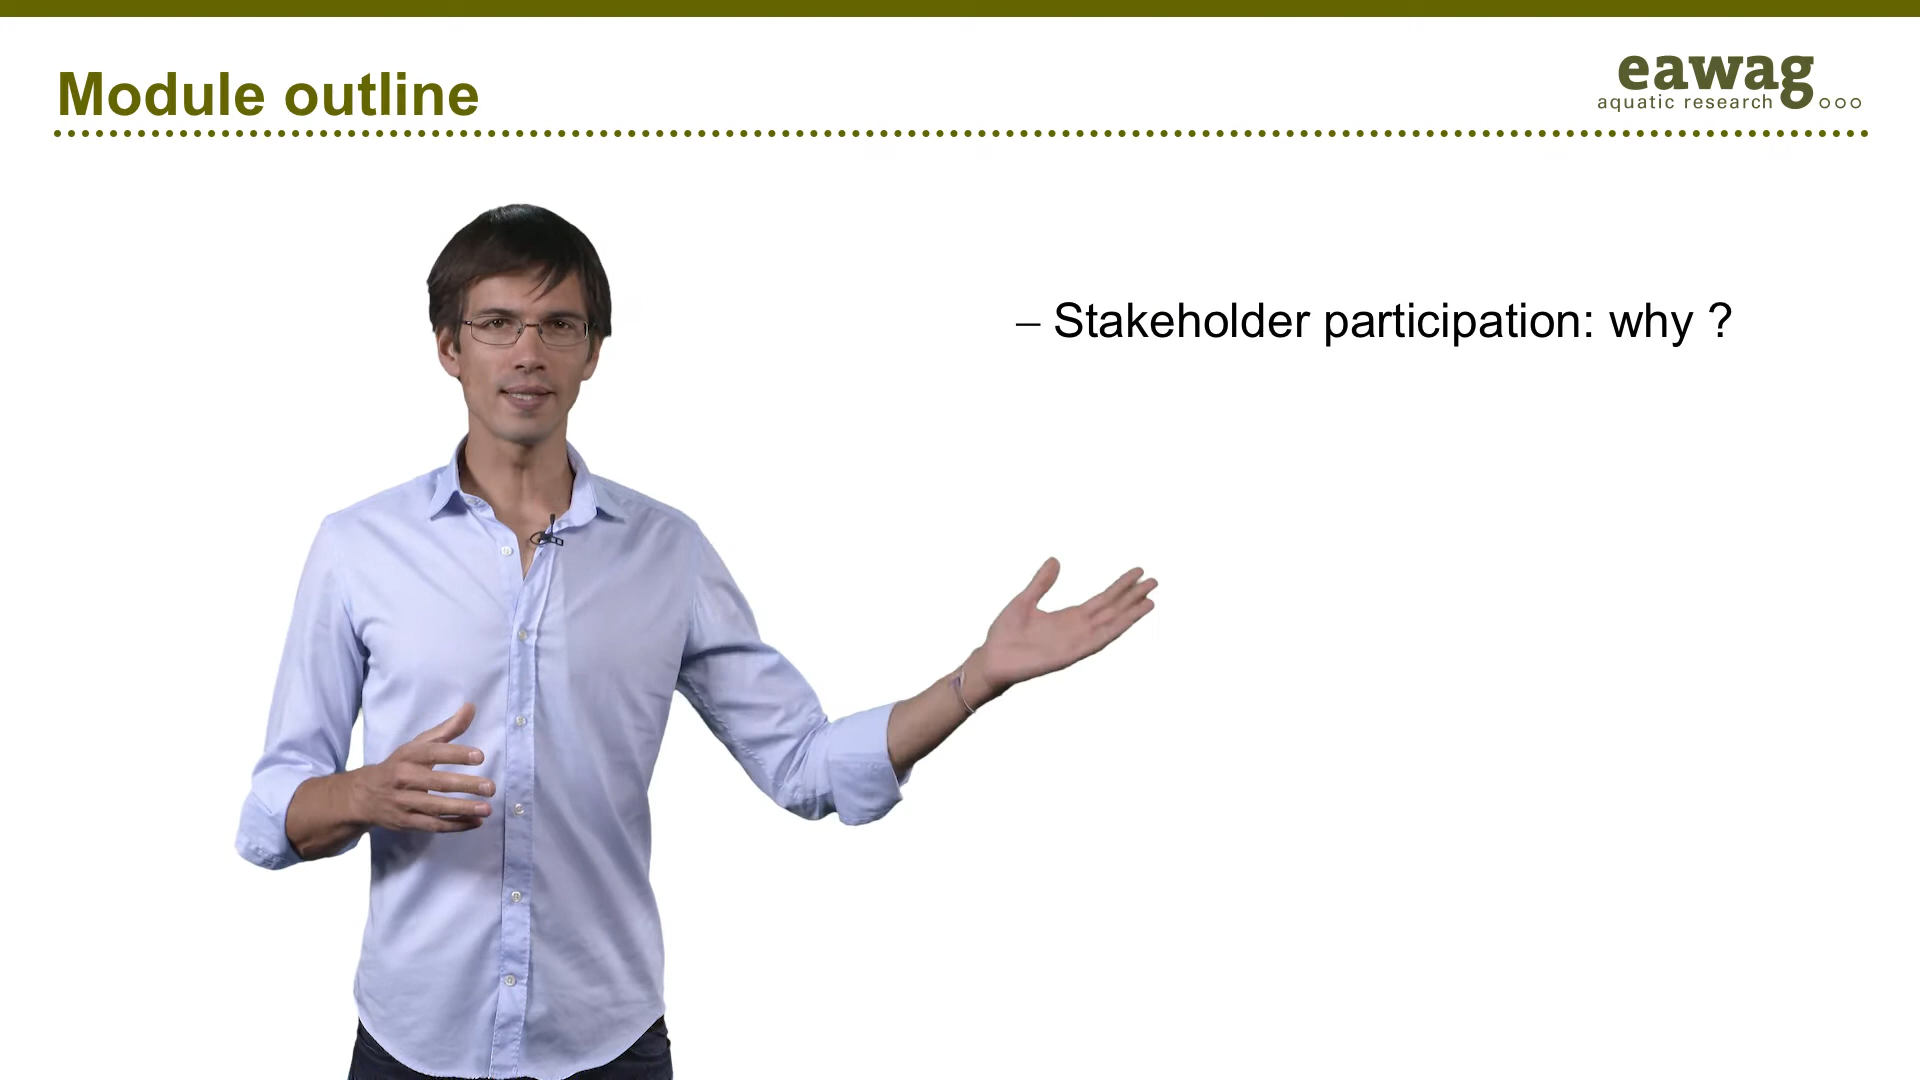 Module outline
eawag
aquatic research
– Stakeholder participation: why ?